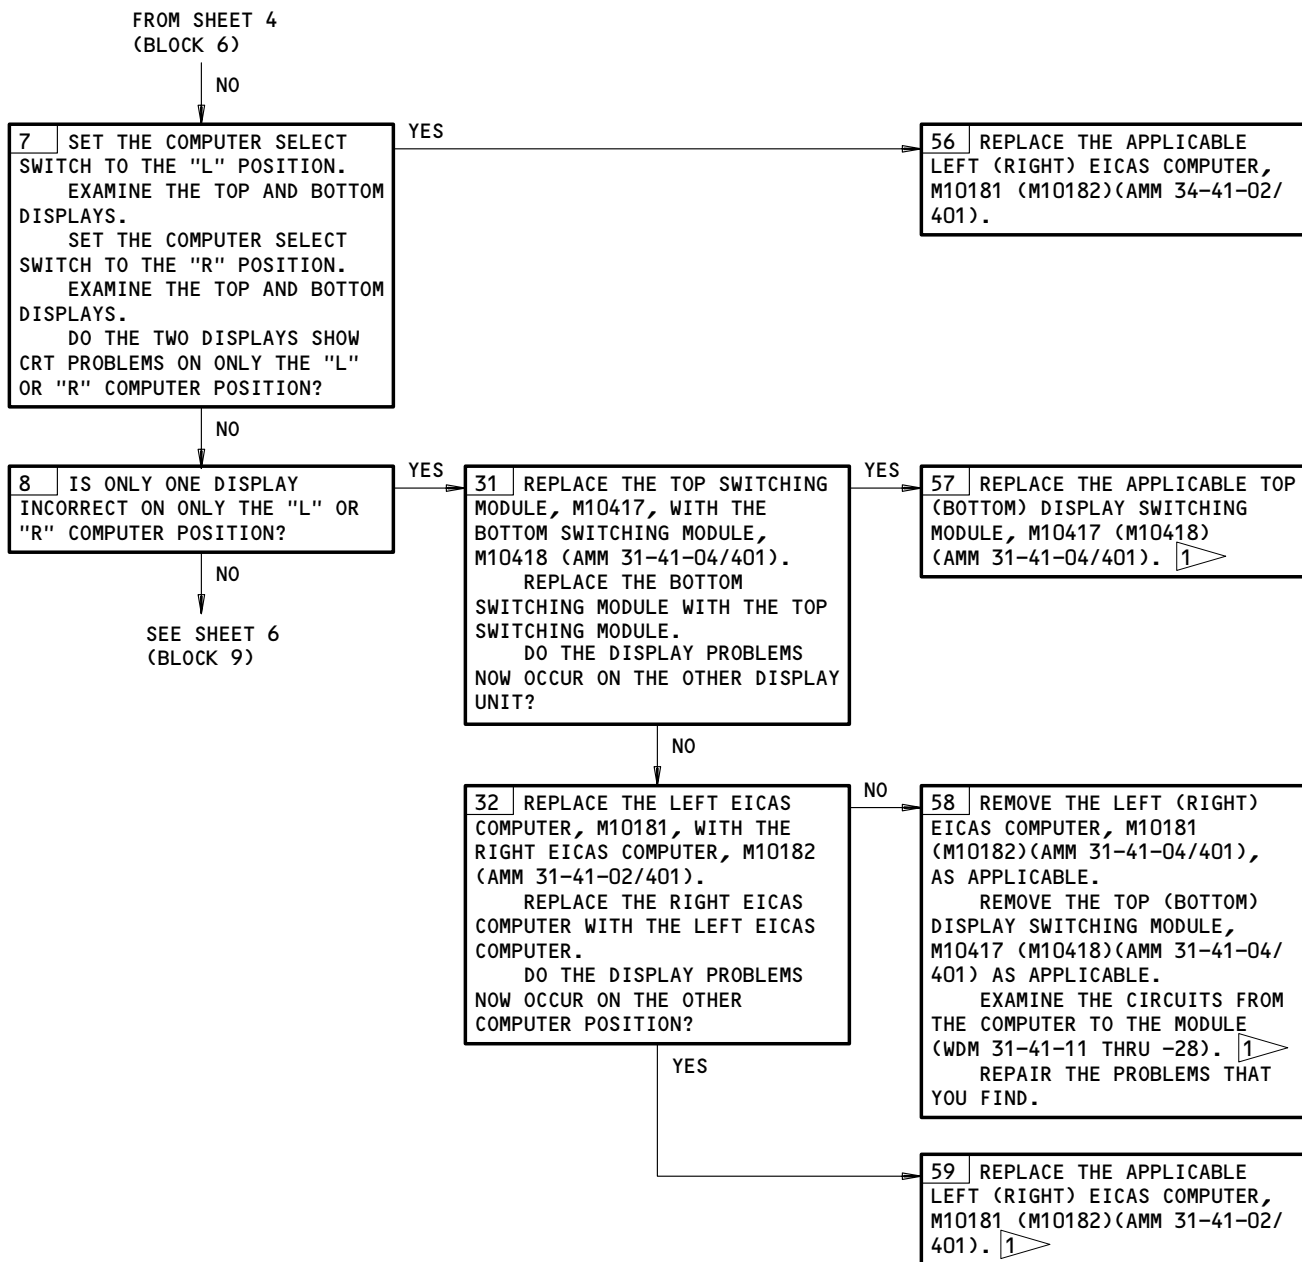 FROM SHEET 4
(BLOCK 6)
NO
7 SET THE COMPUTER SELECT
SWITCH TO THE "L" POSITION.
EXAMINE THE TOP AND BOTTOM
DISPLAYS.
SET THE COMPUTER SELECT
SWITCH TO THE "R" POSITION.
EXAMINE THE TOP AND BOTTOM
DISPLAYS.
DO THE TWO DISPLAYS SHOW
CRT PROBLEMS ON ONLY THE "L"
OR "R" COMPUTER POSITION?
YES
56 REPLACE THE APPLICABLE
LEFT (RIGHT) EICAS COMPUTER,
M10181 (M10182)(AMM 34-41-02/
401).
NO
8 IS ONLY ONE DISPLAY
INCORRECT ON ONLY THE "L" OR
"R" COMPUTER POSITION?
YES
31 REPLACE THE TOP SWITCHING
MODULE, M10417, WITH THE
BOTTOM SWITCHING MODULE,
M10418 (AMM 31-41-04/401).
REPLACE THE BOTTOM
SWITCHING MODULE WITH THE TOP
SWITCHING MODULE.
DO THE DISPLAY PROBLEMS
NOW OCCUR ON THE OTHER DISPLAY
UNIT?
YES
57 REPLACE THE APPLICABLE TOP
(BOTTOM) DISPLAY SWITCHING
MODULE, M10417 (M10418)
(AMM 31-41-04/401). 1
NO
SEE SHEET 6
(BLOCK 9)
NO
32 REPLACE THE LEFT EICAS
COMPUTER, M10181, WITH THE
RIGHT EICAS COMPUTER, M10182
(AMM 31-41-02/401).
REPLACE THE RIGHT EICAS
COMPUTER WITH THE LEFT EICAS
COMPUTER.
DO THE DISPLAY PROBLEMS
NOW OCCUR ON THE OTHER
COMPUTER POSITION?
NO
58 REMOVE THE LEFT (RIGHT)
EICAS COMPUTER, M10181
(M10182)(AMM 31-41-04/401),
AS APPLICABLE.
REMOVE THE TOP (BOTTOM)
DISPLAY SWITCHING MODULE,
M10417 (M10418)(AMM 31-41-04/
401) AS APPLICABLE.
EXAMINE THE CIRCUITS FROM
THE COMPUTER TO THE MODULE
(WDM 31-41-11 THRU -28). 1
REPAIR THE PROBLEMS THAT
YOU FIND.
YES
59 REPLACE THE APPLICABLE
LEFT (RIGHT) EICAS COMPUTER,
M10181 (M10182)(AMM 31-41-02/
401). 1